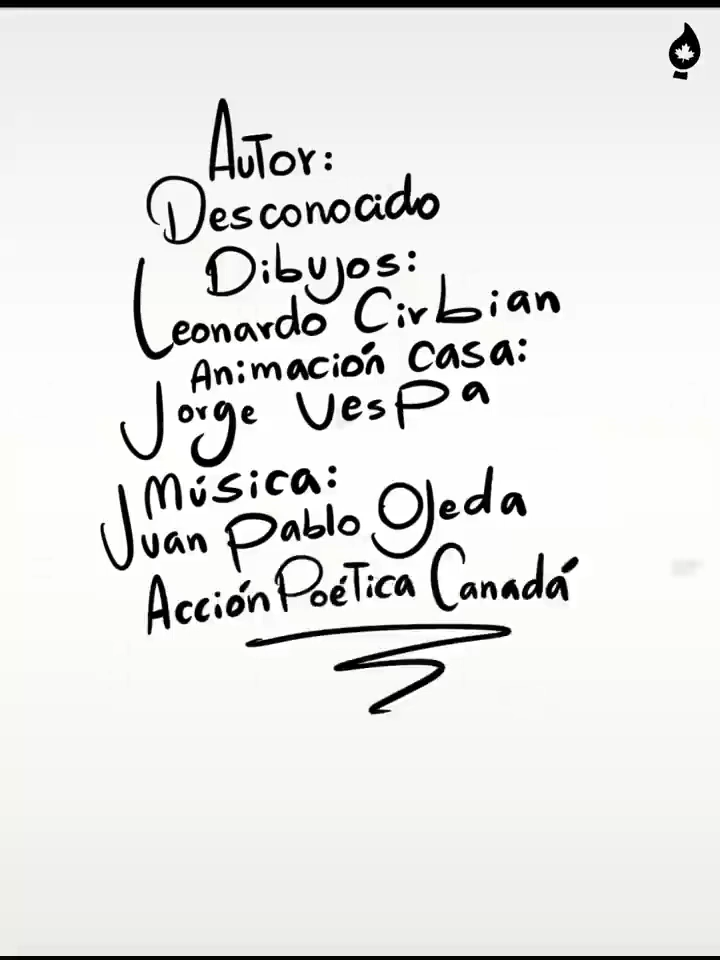 Autor:
Desconocido
Dibujos:
Leonardo Cirbian
Animación casa:
Jorge Vespa
Música:
Juan Pablo Ojeda
Acción Poética Canadá